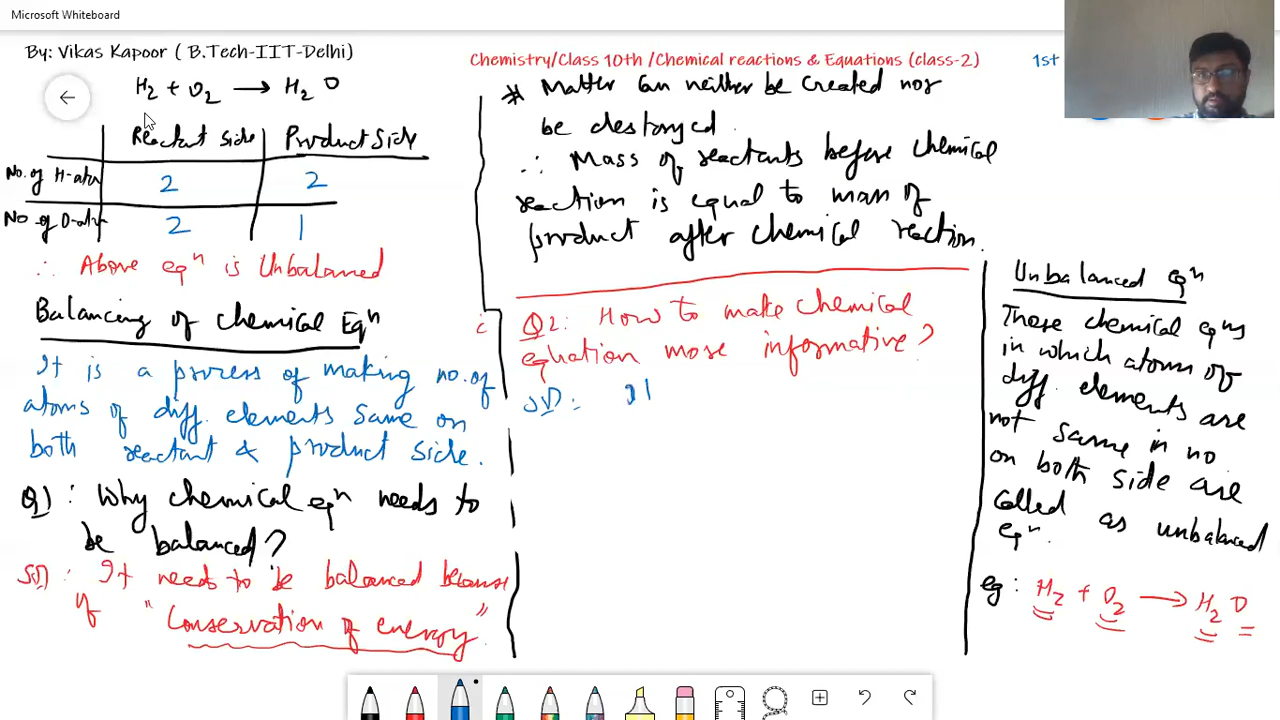 Microsoft Whiteboard
By: Vikas Kapoor ( B.Tech-IIT-Delhi)
Chemistry/Class 10th /Chemical reactions & Equations (class-2)
1st
H2 + O2 → H2 O
Reactant Side Product Side
No. of H-atom 2 2
No of O-atom 2 1
∴ Above eqn is Unbalanced
Balancing of chemical Eqn
It is a process of making no. of
atoms of diff. elements same on
both reactant & product side.
Q1: Why chemical eqn needs to
be balanced?
Sol: It needs to be balanced because
of "Conservation of energy"
* Matter can neither be created nor
be destroyed.
∴ Mass of reactants before chemical
reaction is equal to mass of
product after chemical reaction.
Q2: How to make chemical
equation more informative?
Sol:
Unbalanced eqn
Those chemical eqns
in which atoms of
diff. elements are
not same in no
on both side are
called as unbalanced
eqn.
eg: H2 + O2 → H2 O